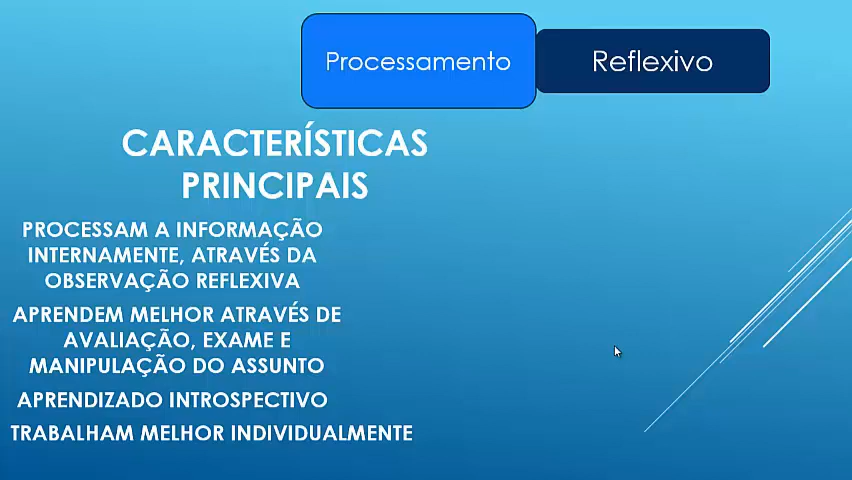 Processamento
Reflexivo
CARACTERÍSTICAS
PRINCIPAIS
PROCESSAM A INFORMAÇÃO
INTERNAMENTE, ATRAVÉS DA
OBSERVAÇÃO REFLEXIVA
APRENDEM MELHOR ATRAVÉS DE
AVALIAÇÃO, EXAME E
MANIPULAÇÃO DO ASSUNTO
APRENDIZADO INTROSPECTIVO
TRABALHAM MELHOR INDIVIDUALMENTE